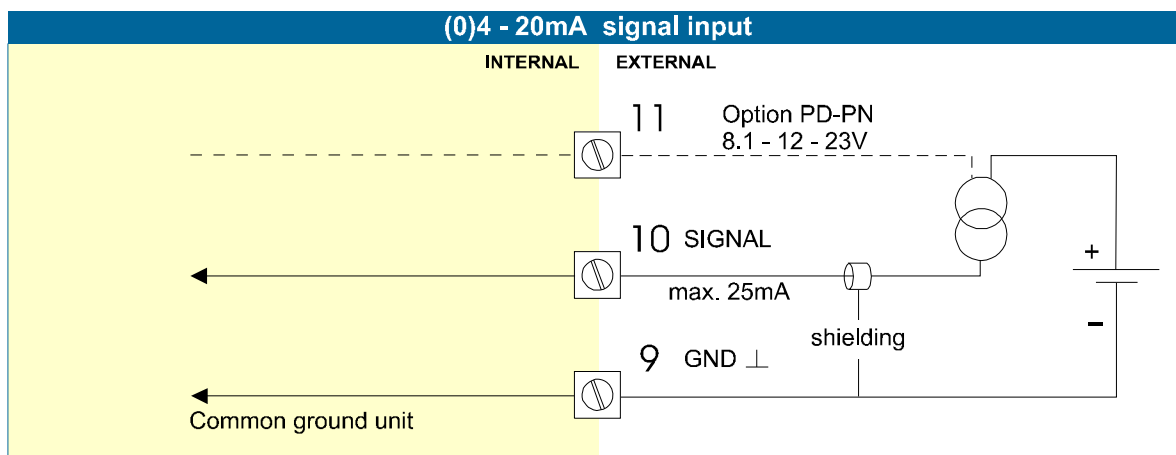 (0)4 - 20mA signal input
INTERNAL EXTERNAL
11 Option PD-PN
8.1 - 12 - 23V
10 SIGNAL
max. 25mA
+
-
shielding
9 GND ⊥
Common ground unit